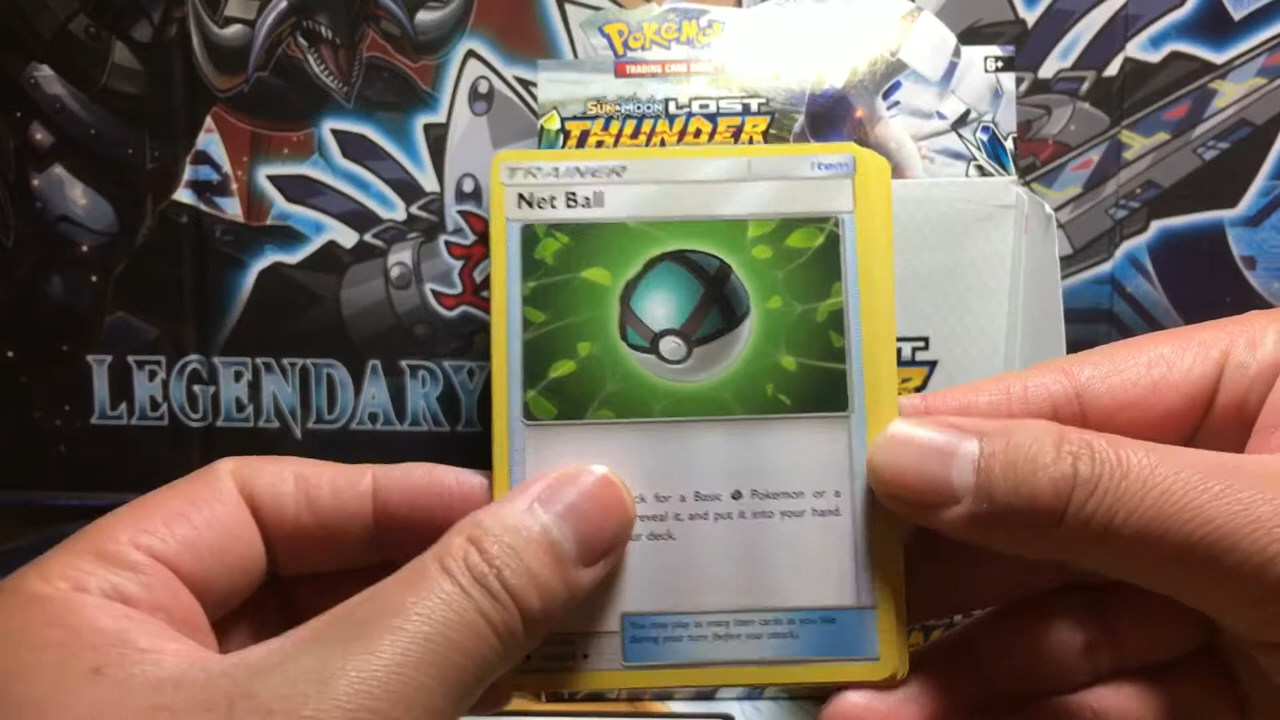 Pokémon
TRADING CARD GAME
6+
SUN & MOON LOST
THUNDER
TRAINER
Item
Net Ball
LEGENDARY
ck for a Basic Pokémon or a
reveal it, and put it into your hand.
ur deck.
You may play as many Item cards as you like
during your turn (before your attack).